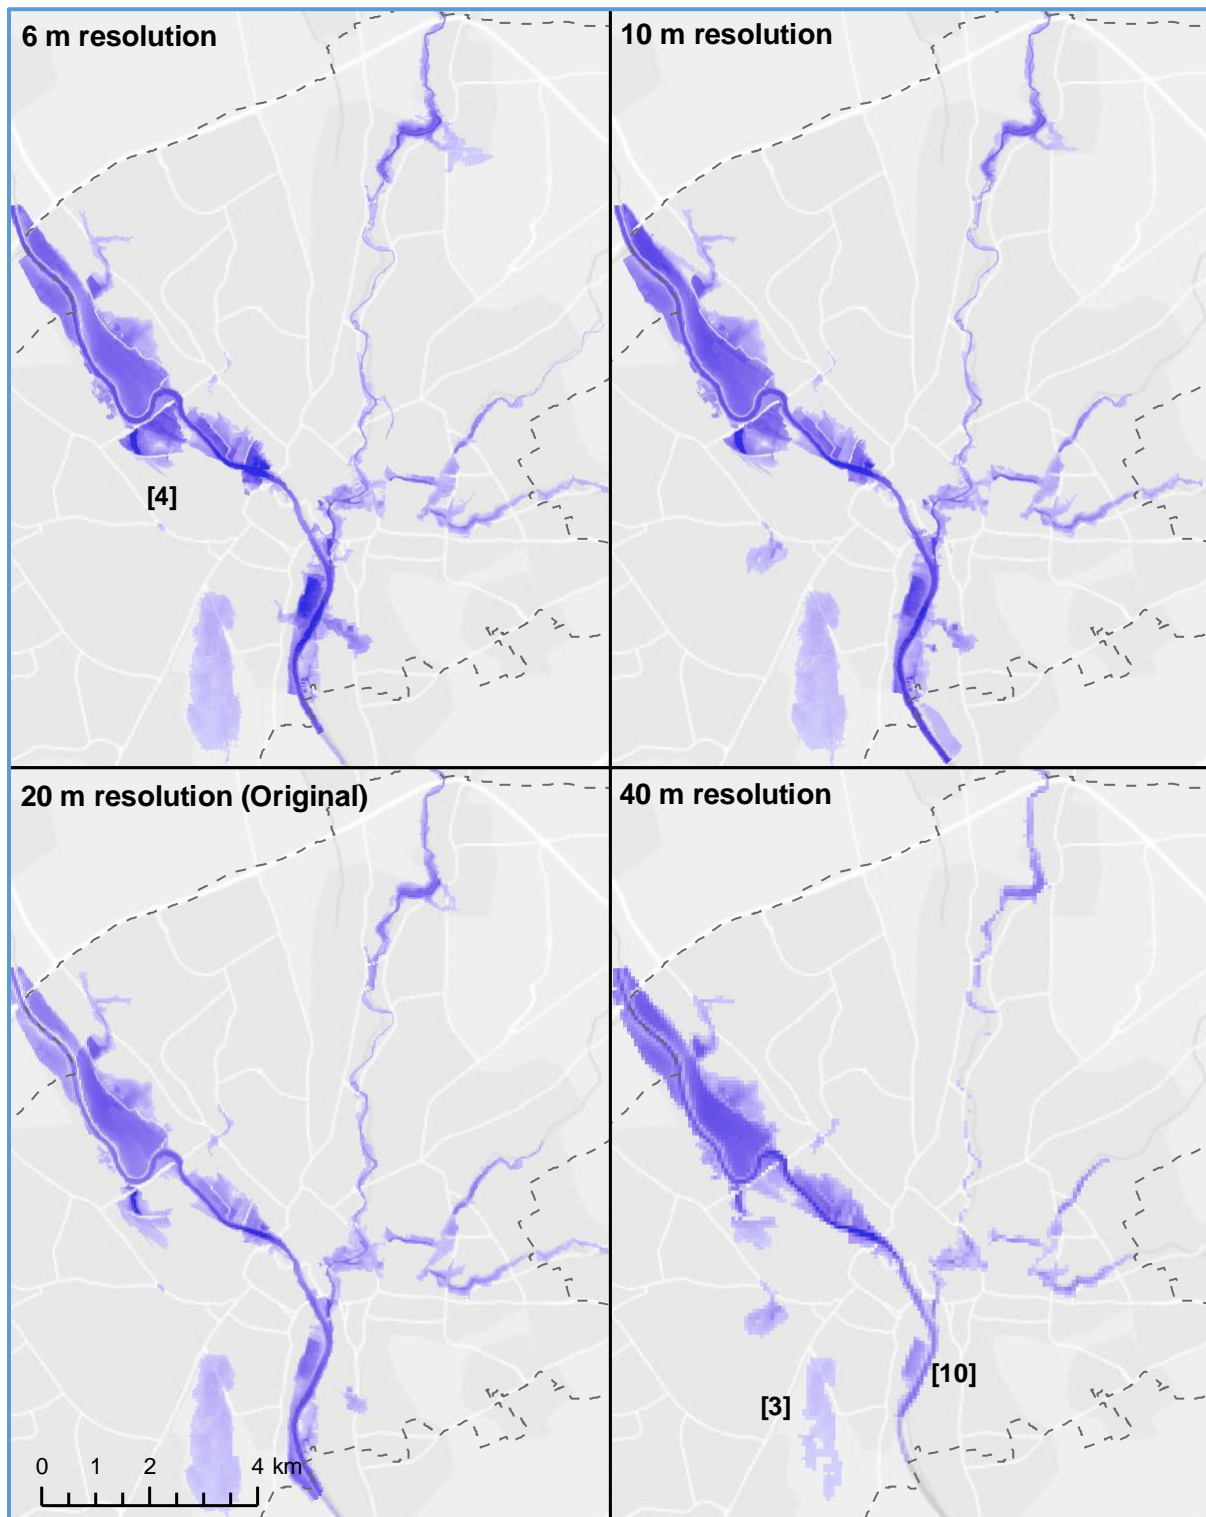 6 m resolution
10 m resolution
[4]
20 m resolution (Original)
40 m resolution
[10]
[3]
0 1 2 4 km